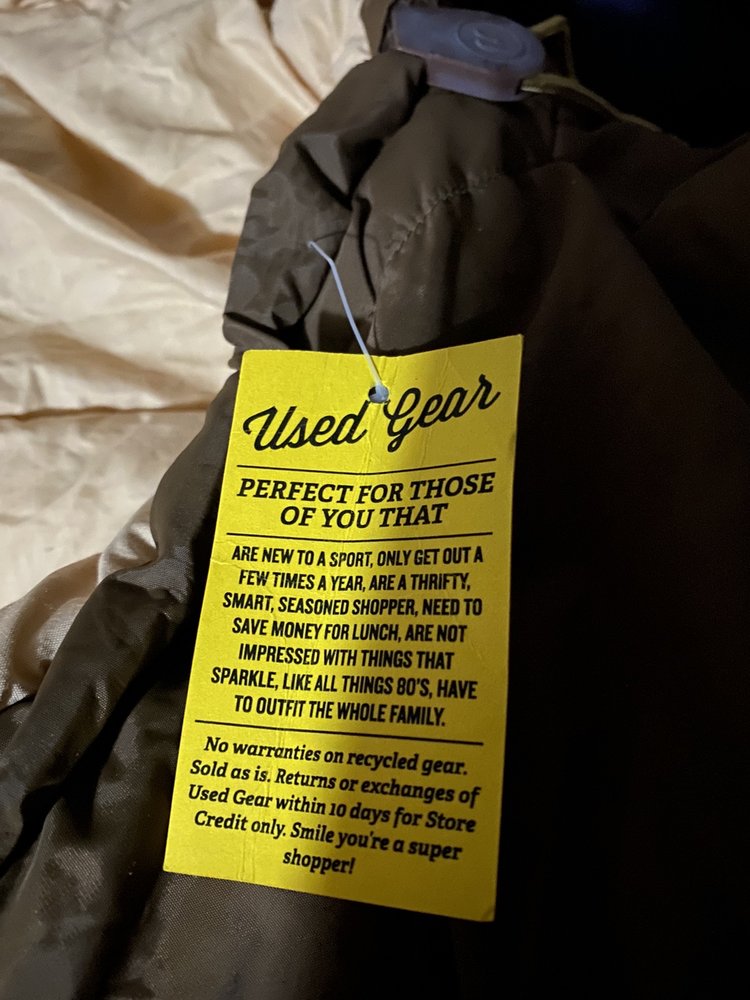 Used Gear
PERFECT FOR THOSE
OF YOU THAT
ARE NEW TO A SPORT, ONLY GET OUT A
FEW TIMES A YEAR, ARE A THRIFTY,
SMART, SEASONED SHOPPER, NEED TO
SAVE MONEY FOR LUNCH, ARE NOT
IMPRESSED WITH THINGS THAT
SPARKLE, LIKE ALL THINGS 80'S, HAVE
TO OUTFIT THE WHOLE FAMILY.
No warranties on recycled gear.
Sold as is. Returns or exchanges of
Used Gear within 10 days for Store
Credit only. Smile you're a super
shopper!